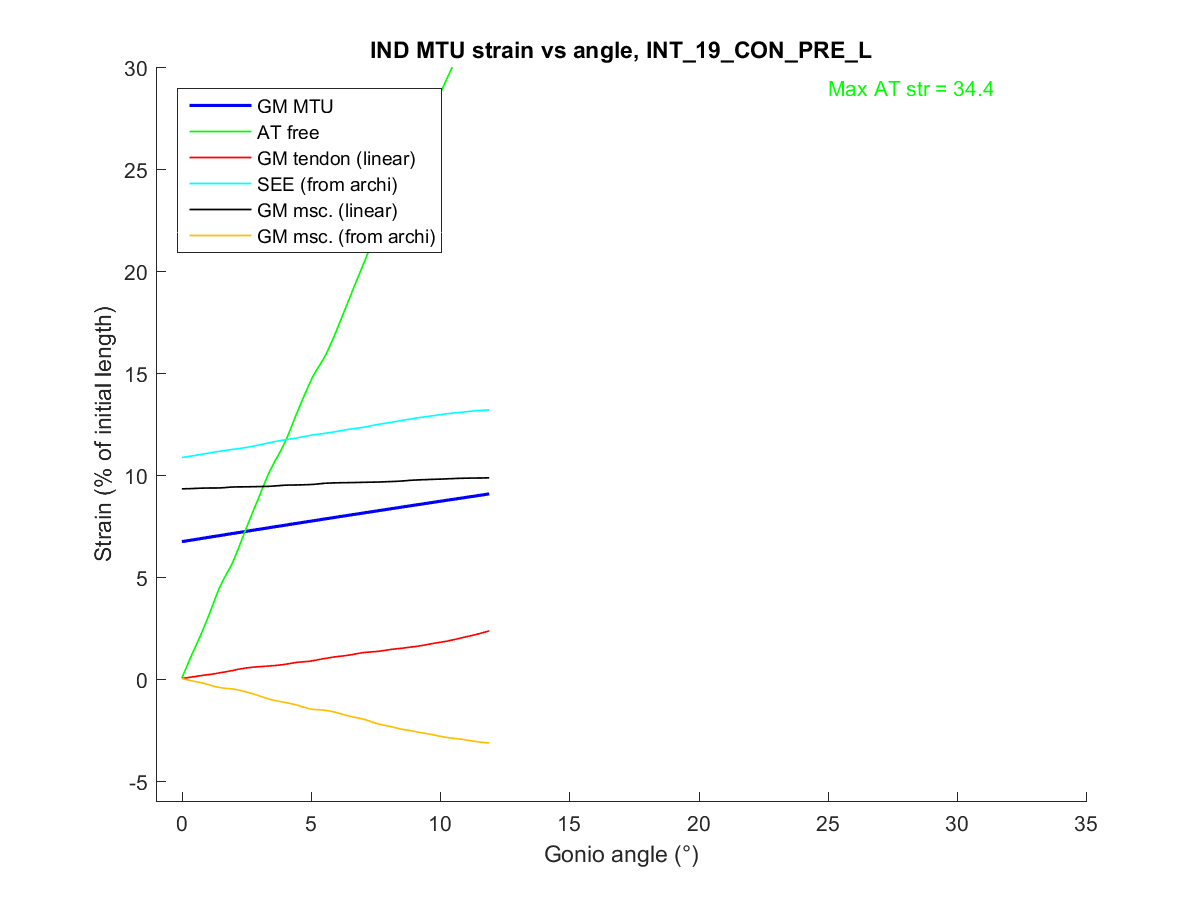 IND MTU strain vs angle, INT_19_CON_PRE_L
Max AT str = 34.4
GM MTU
AT free
GM tendon (linear)
SEE (from archi)
GM msc. (linear)
GM msc. (from archi)
Strain (% of initial length)
30
25
20
15
10
5
0
-5
0 5 10 15 20 25 30 35
Gonio angle (°)